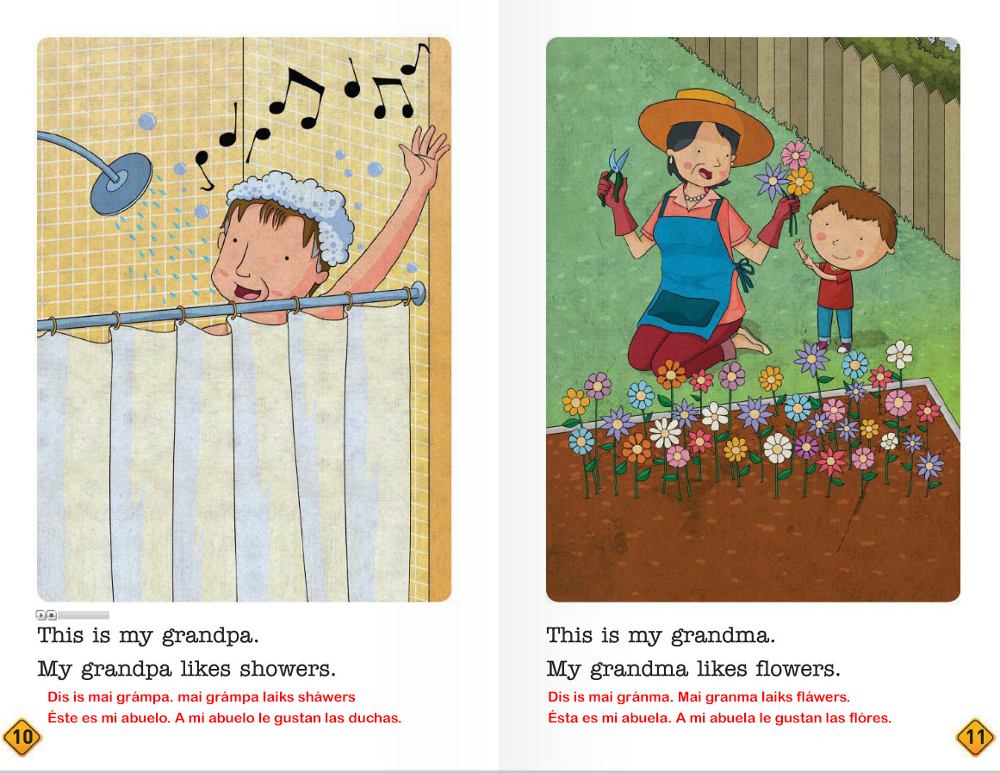 This is my grandpa.
My grandpa likes showers.
Dis is mai grámpa. mai grámpa laiks sháwers
Éste es mi abuelo. A mi abuelo le gustan las duchas.
10
This is my grandma.
My grandma likes flowers.
Dis is mai gránma. Mai granma laiks fláwers.
Ésta es mi abuela. A mi abuela le gustan las flóres.
11